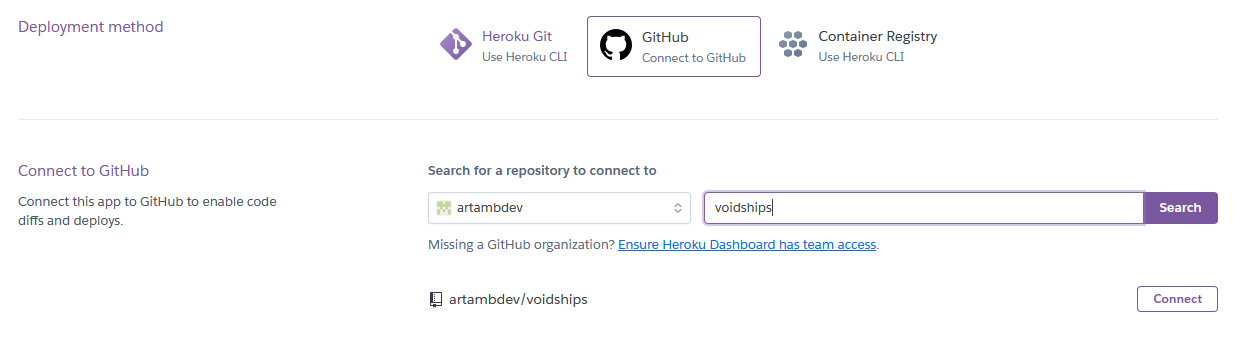 Deployment method
Heroku Git
Use Heroku CLI
GitHub
Connect to GitHub
Container Registry
Use Heroku CLI
Connect to GitHub
Connect this app to GitHub to enable code
diffs and deploys.
Search for a repository to connect to
artambdev
voidships
Search
Missing a GitHub organization? Ensure Heroku Dashboard has team access.
artambdev/voidships
Connect